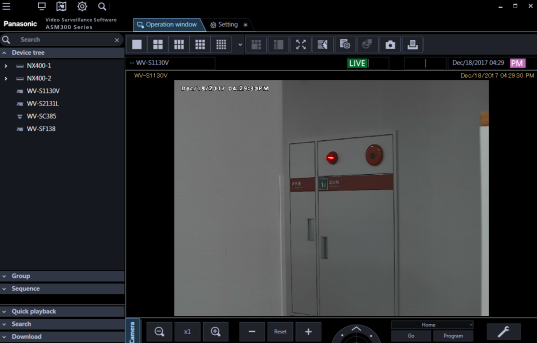 Panasonic
Video Surveillance Software
ASM300 Series
Operation window
Setting
Search
Device tree
NX400-1
NX400-2
WV-S1130V
WV-S2131L
WV-SC385
WV-SF138
Group
Sequence
Quick playback
Search
Download
WV-S1130V
LIVE
Dec/18/2017 04:29 PM
WV-S1130V
Dec/18/2017 04:29:30 PM
Dec/18/2017 04:29:30PM
Camera
x1
Reset
Home
Go
Program